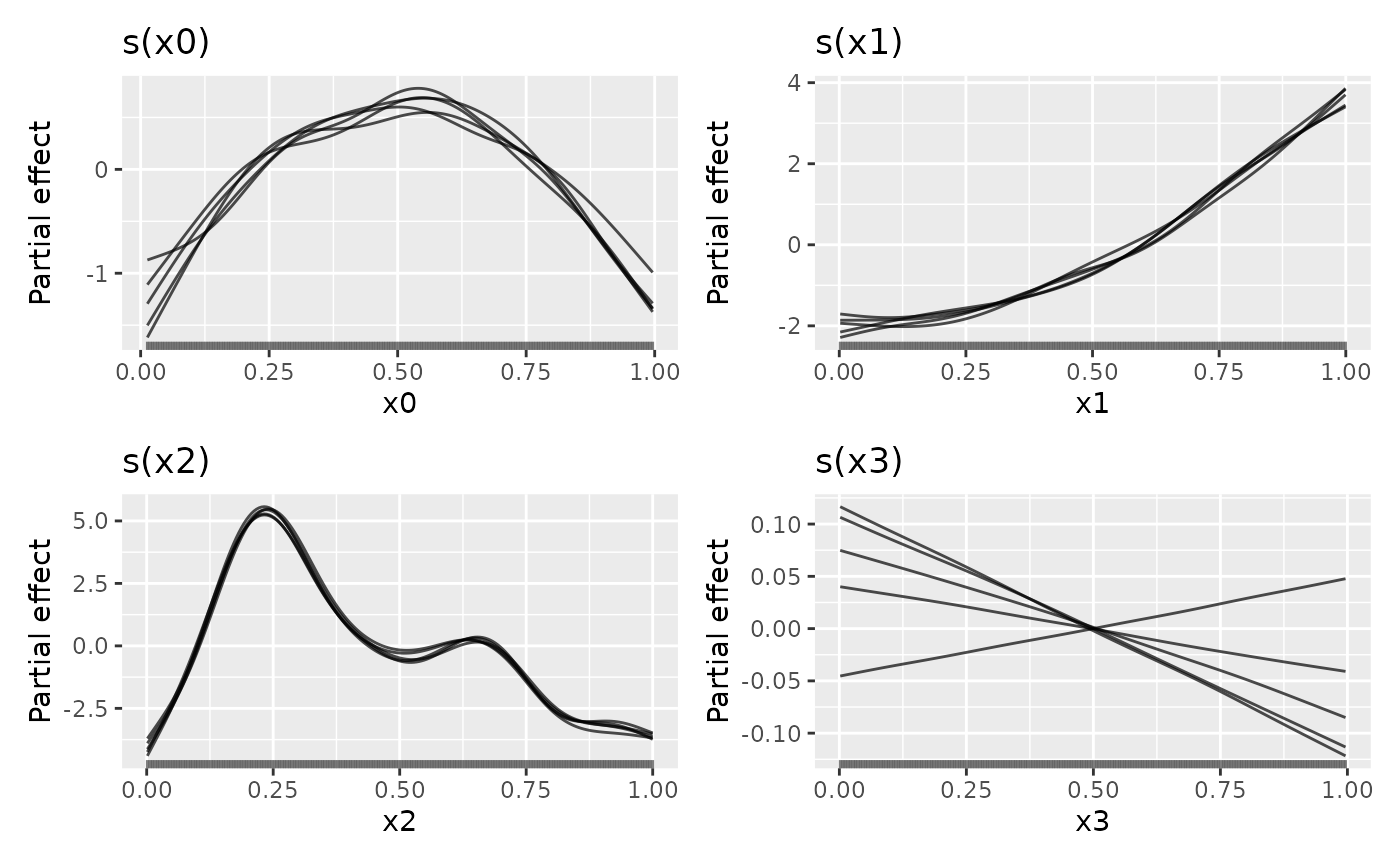 s(x0)
Partial effect
0
-1
0.00 0.25 0.50 0.75 1.00
x0
s(x1)
Partial effect
4
2
0
-2
0.00 0.25 0.50 0.75 1.00
x1
s(x2)
Partial effect
5.0
2.5
0.0
-2.5
0.00 0.25 0.50 0.75 1.00
x2
s(x3)
Partial effect
0.10
0.05
0.00
-0.05
-0.10
0.00 0.25 0.50 0.75 1.00
x3